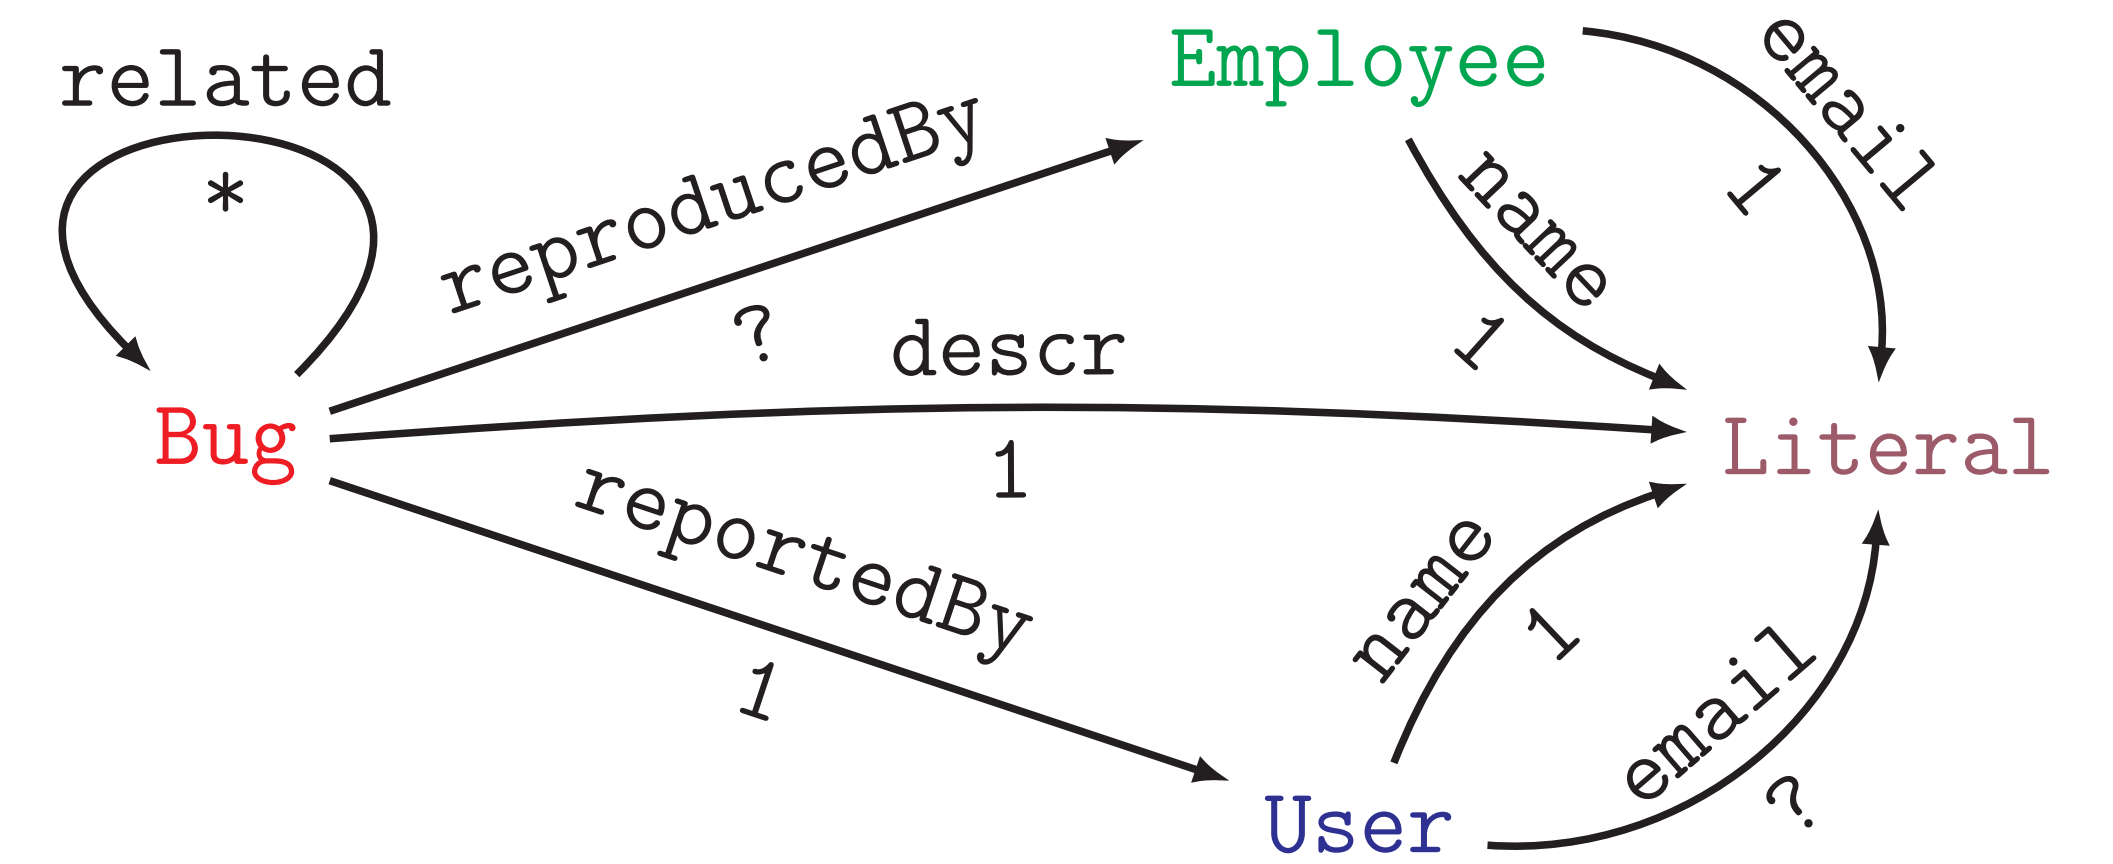 related
*
reproducedBy
?
Employee
email
1
name
1
descr
1
Bug
Literal
reportedBy
1
name
1
email
?
User